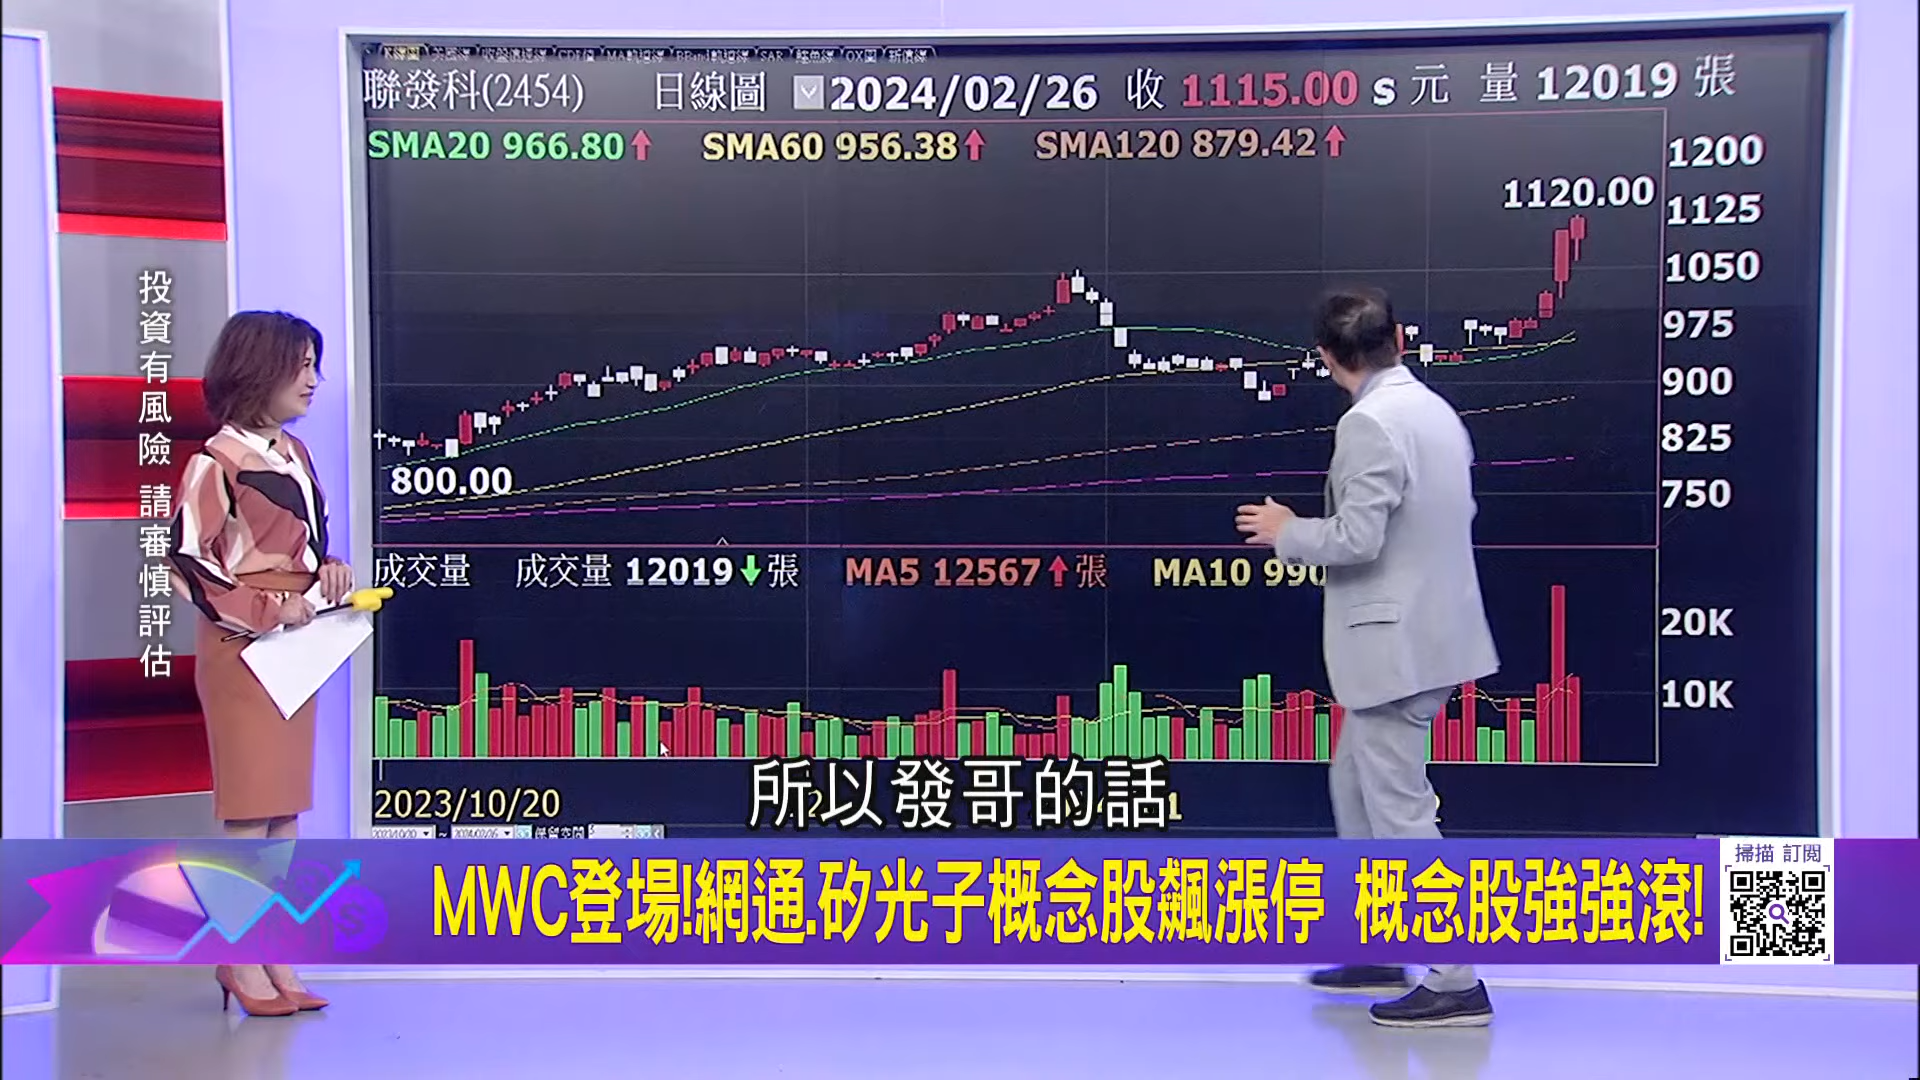 聯發科(2454) 日線圖 2024/02/26 收 1115.00 s 元 量 12019 張
SMA20 966.80↑ SMA60 956.38↑ SMA120 879.42↑
1200
1120.00
1125
1050
975
900
825
800.00
750
成交量 成交量 12019↓張 MA5 12567↑張 MA10 990
20K
10K
2023/10/20
投資有風險 請審慎評估
所以發哥的話
MWC登場!網通.矽光子概念股飆漲停 概念股強強滾!
掃描 訂閱